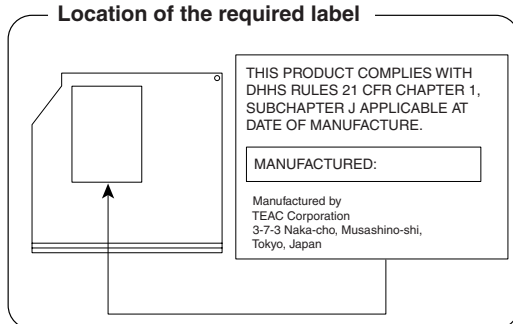 Location of the required label
THIS PRODUCT COMPLIES WITH
DHHS RULES 21 CFR CHAPTER 1,
SUBCHAPTER J APPLICABLE AT
DATE OF MANUFACTURE.
MANUFACTURED:
Manufactured by
TEAC Corporation
3-7-3 Naka-cho, Musashino-shi,
Tokyo, Japan